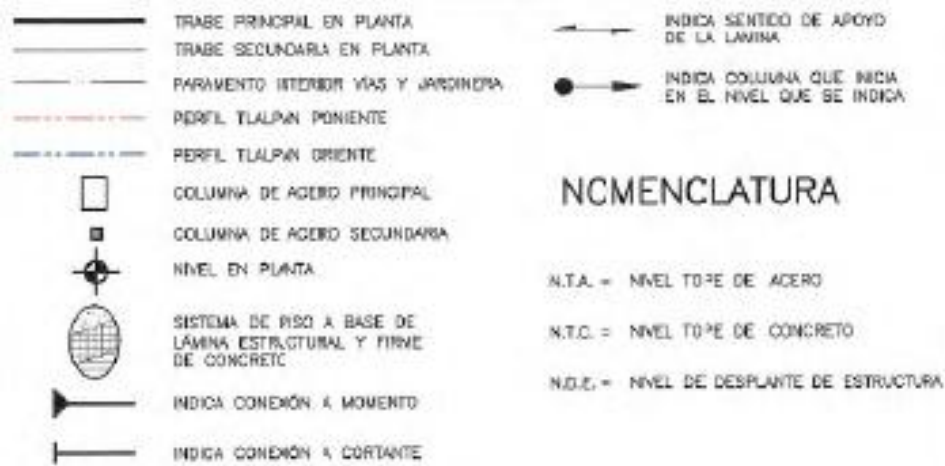 TRABE PRINCIPAL EN PLANTA
TRABE SECUNDARIA EN PLANTA
PARAMENTO INTERIOR VÍAS Y JARDINERA
PERFIL TLALPAN PONIENTE
PERFIL TLALPAN ORIENTE
COLUMNA DE ACERO PRINCIPAL
COLUMNA DE ACERO SECUNDARIA
NIVEL EN PLANTA
SISTEMA DE PISO A BASE DE
LÁMINA ESTRUCTURAL Y FIRME
DE CONCRETO
INDICA CONEXIÓN A MOMENTO
INDICA CONEXIÓN A CORTANTE
INDICA SENTIDO DE APOYO
DE LA LAMINA
INDICA COLUMNA QUE INICIA
EN EL NIVEL QUE SE INDICA
NOMENCLATURA
N.T.A. = NIVEL TOPE DE ACERO
N.T.C. = NIVEL TOPE DE CONCRETO
N.D.E. = NIVEL DE DESPLANTE DE ESTRUCTURA